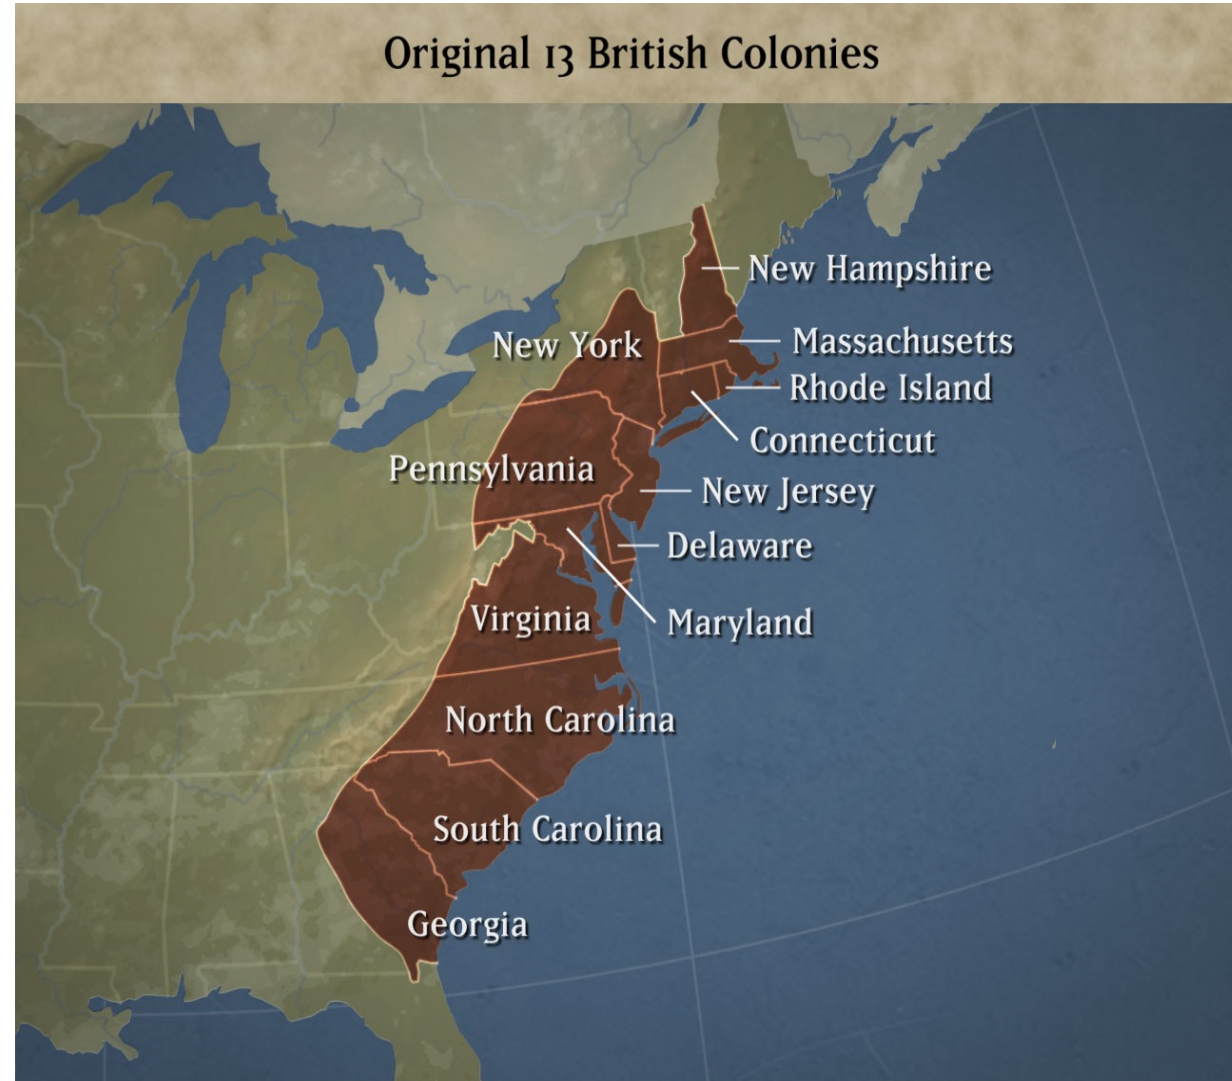 Original 13 British Colonies
New Hampshire
New York
Massachusetts
Rhode Island
Connecticut
Pennsylvania
New Jersey
Delaware
Virginia
Maryland
North Carolina
South Carolina
Georgia